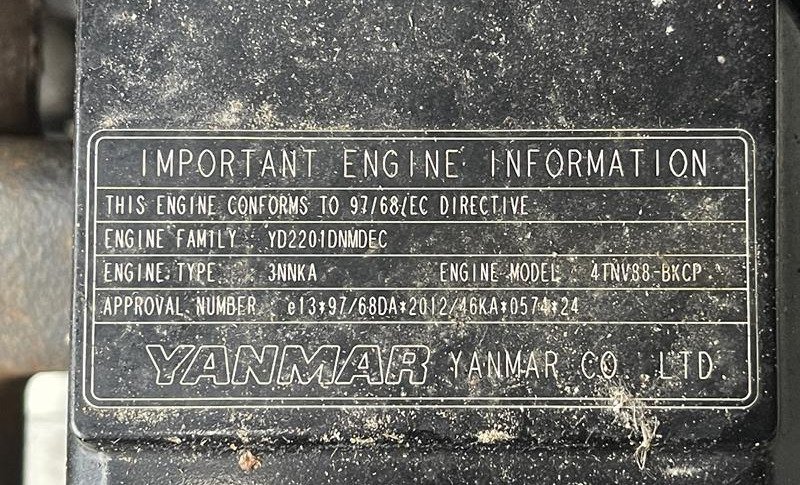 IMPORTANT ENGINE INFORMATION
THIS ENGINE CONFORMS TO 97/68/EC DIRECTIVE
ENGINE FAMILY YD2201DNMDEC
ENGINE TYPE 3NNKA ENGINE MODEL 4TNV88-BKCP
APPROVAL NUMBER e13*97/68DA*2012/46KA*0574*24
YANMAR YANMAR CO.,LTD.